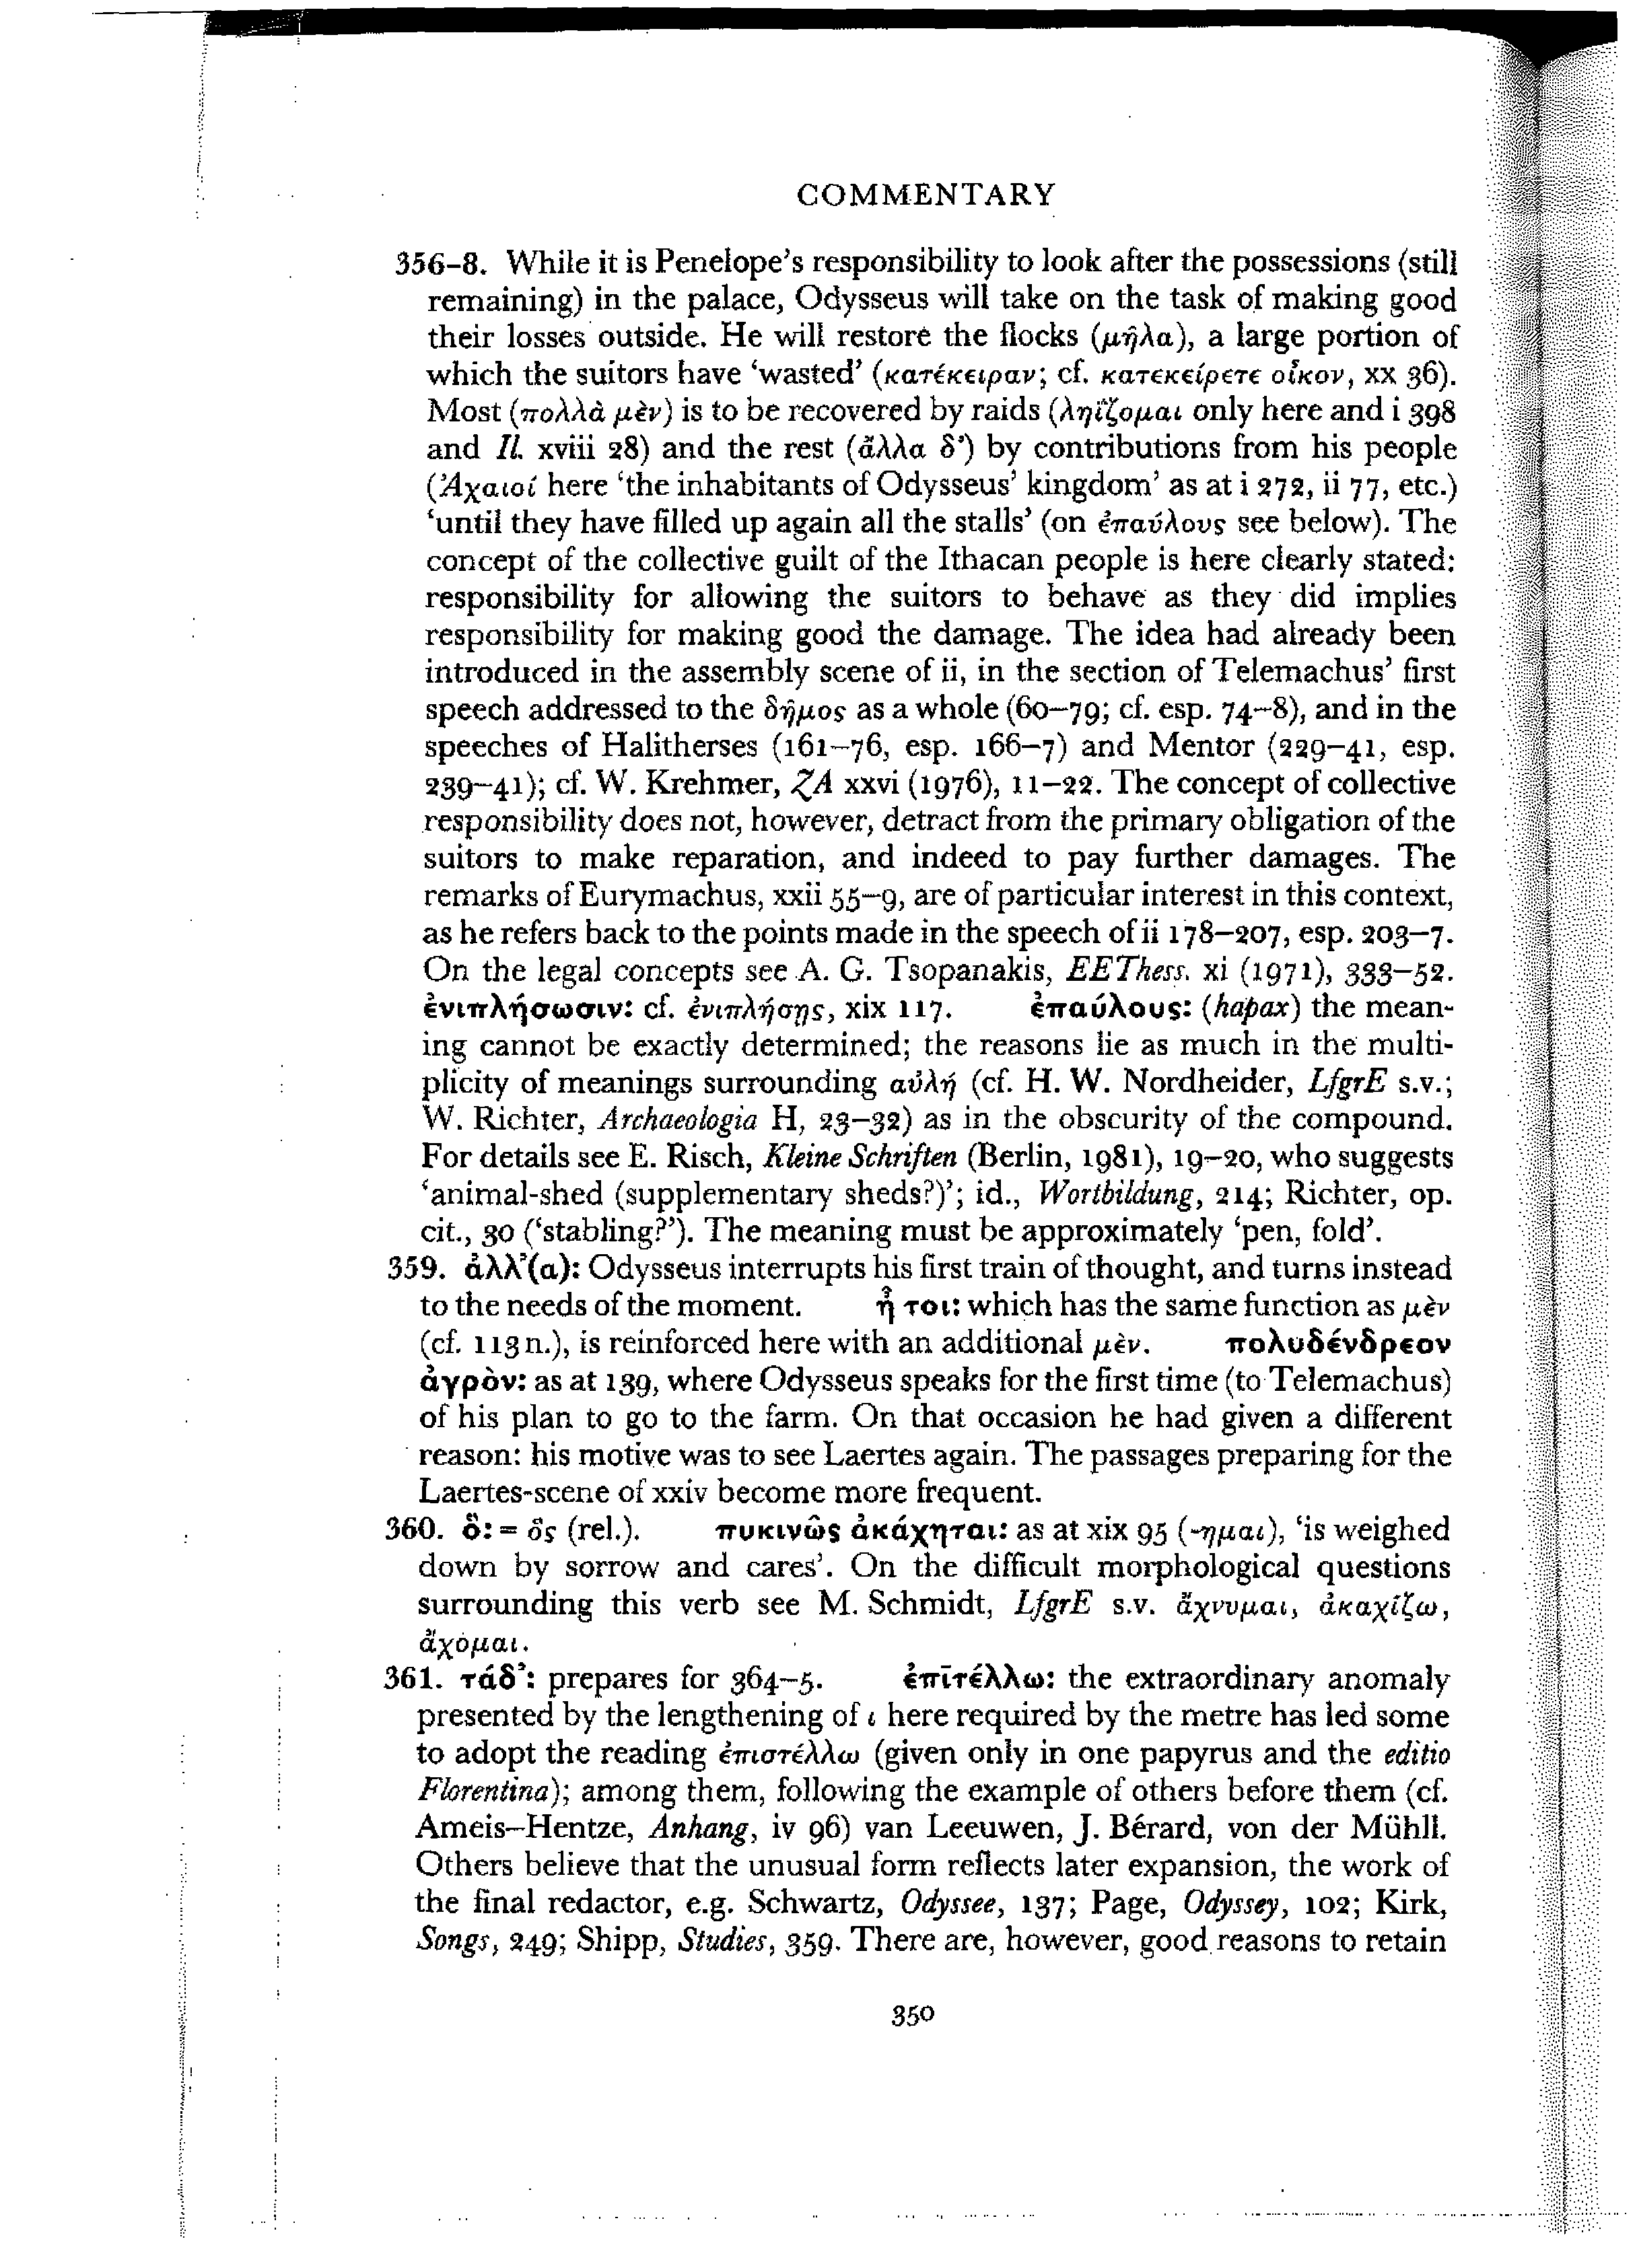 COMMENTARY
356–8. While it is Penelope's responsibility to look after the possessions (still
remaining) in the palace, Odysseus will take on the task of making good
their losses outside. He will restore the flocks (μῆλα), a large portion of
which the suitors have 'wasted' (κατέκειραν; cf. κατεκείρετε οἶκον, xx 36).
Most (πολλὰ μὲν) is to be recovered by raids (ληΐζομαι only here and i 398
and Il. xviii 28) and the rest (ἄλλα δ') by contributions from his people
(Ἀχαιοί here 'the inhabitants of Odysseus' kingdom' as at i 272, ii 77, etc.)
'until they have filled up again all the stalls' (on ἐπαύλους see below). The
concept of the collective guilt of the Ithacan people is here clearly stated:
responsibility for allowing the suitors to behave as they did implies
responsibility for making good the damage. The idea had already been
introduced in the assembly scene of ii, in the section of Telemachus' first
speech addressed to the δῆμος as a whole (60–79; cf. esp. 74–8), and in the
speeches of Halitherses (161–76, esp. 166–7) and Mentor (229–41, esp.
239–41); cf. W. Krehmer, ZA xxvi (1976), 11–22. The concept of collective
responsibility does not, however, detract from the primary obligation of the
suitors to make reparation, and indeed to pay further damages. The
remarks of Eurymachus, xxii 55–9, are of particular interest in this context,
as he refers back to the points made in the speech of ii 178–207, esp. 203–7.
On the legal concepts see A. G. Tsopanakis, EEThess. xi (1971), 333–52.
ἐνιπλήσωσιν: cf. ἐνιπλήσῃς, xix 117. ἐπαύλους: (hapax) the mean-
ing cannot be exactly determined; the reasons lie as much in the multi-
plicity of meanings surrounding αὐλή (cf. H. W. Nordheider, LfgrE s.v.;
W. Richter, Archaeologia H, 23–32) as in the obscurity of the compound.
For details see E. Risch, Kleine Schriften (Berlin, 1981), 19–20, who suggests
'animal-shed (supplementary sheds?)'; id., Wortbildung, 214; Richter, op.
cit., 30 ('stabling?'). The meaning must be approximately 'pen, fold'.
359. ἀλλ'(α): Odysseus interrupts his first train of thought, and turns instead
to the needs of the moment. ἦ τοι: which has the same function as μὲν
(cf. 113 n.), is reinforced here with an additional μὲν. πολυδένδρεον
ἀγρὸν: as at 139, where Odysseus speaks for the first time (to Telemachus)
of his plan to go to the farm. On that occasion he had given a different
reason: his motive was to see Laertes again. The passages preparing for the
Laertes-scene of xxiv become more frequent.
360. ὅ: = ὅς (rel.). πυκινῶς ἀκάχηται: as at xix 95 (-ημαι), 'is weighed
down by sorrow and cares'. On the difficult morphological questions
surrounding this verb see M. Schmidt, LfgrE s.v. ἄχνυμαι, ἀκαχίζω,
ἄχομαι.
361. τάδ': prepares for 364–5. ἐπῑτέλλω: the extraordinary anomaly
presented by the lengthening of ι here required by the metre has led some
to adopt the reading ἐπιστέλλω (given only in one papyrus and the editio
Florentina); among them, following the example of others before them (cf.
Ameis–Hentze, Anhang, iv 96) van Leeuwen, J. Bérard, von der Mühll.
Others believe that the unusual form reflects later expansion, the work of
the final redactor, e.g. Schwartz, Odyssee, 137; Page, Odyssey, 102; Kirk,
Songs, 249; Shipp, Studies, 359. There are, however, good reasons to retain
350